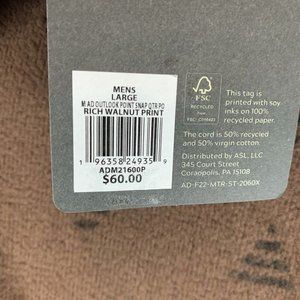 MENS
LARGE
M AD OUTLOOK POINT SNAP QTR PO
RICH WALNUT PRINT
1 96358 24935 9
ADM21600P
$60.00
FSC
RECYCLED
This tag is
printed with soy
inks on 100%
recycled paper.
The cord is 50% recycled
and 50% virgin cotton.
Distributed by ASL, LLC
345 Court Street
Coraopolis, PA 15108
AD-F22-MTR-ST-2060X